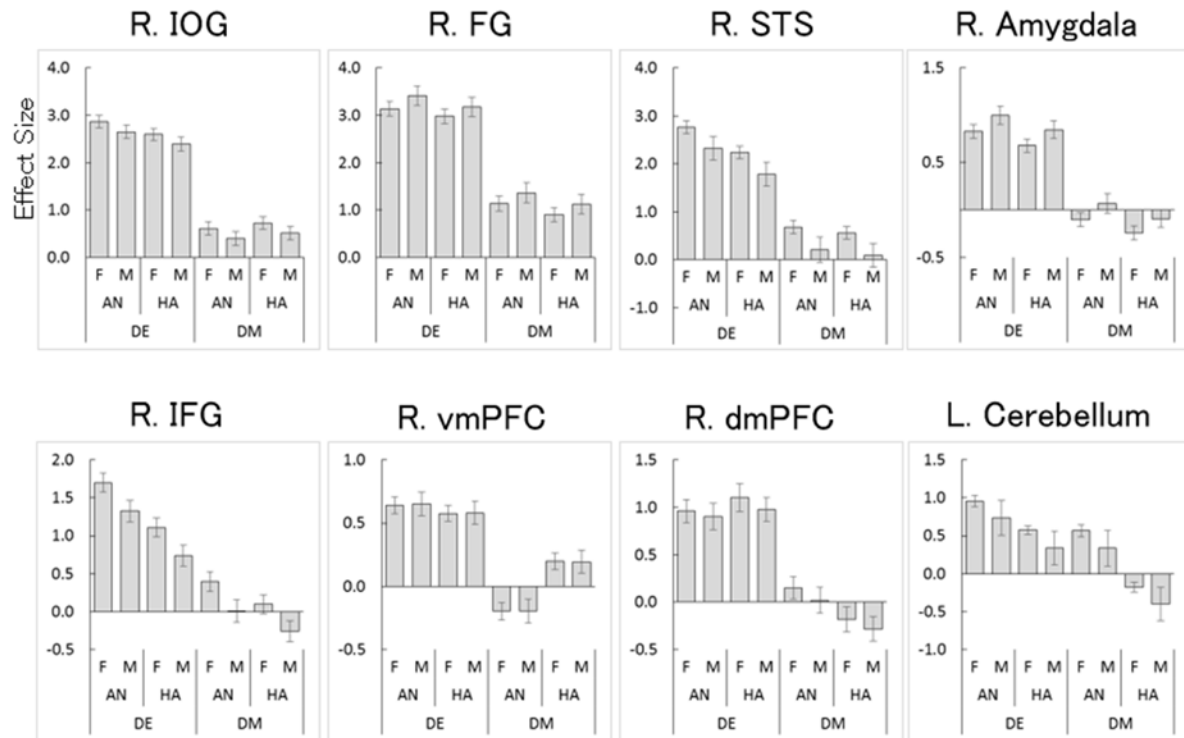 R. IOG
R. FG
R. STS
R. Amygdala
Effect Size
4.0
3.0
2.0
1.0
0.0
F M F M F M F M
AN HA AN HA
DE DM
4.0
3.0
2.0
1.0
0.0
F M F M F M F M
AN HA AN HA
DE DM
4.0
3.0
2.0
1.0
0.0
-1.0
F M F M F M F M
AN HA AN HA
DE DM
1.5
0.5
-0.5
F M F M F M F M
AN HA AN HA
DE DM
R. IFG
R. vmPFC
R. dmPFC
L. Cerebellum
2.0
1.5
1.0
0.5
0.0
-0.5
F M F M F M F M
AN HA AN HA
DE DM
1.0
0.5
0.0
-0.5
F M F M F M F M
AN HA AN HA
DE DM
1.5
1.0
0.5
0.0
-0.5
F M F M F M F M
AN HA AN HA
DE DM
1.5
1.0
0.5
0.0
-0.5
-1.0
F M F M F M F M
AN HA AN HA
DE DM